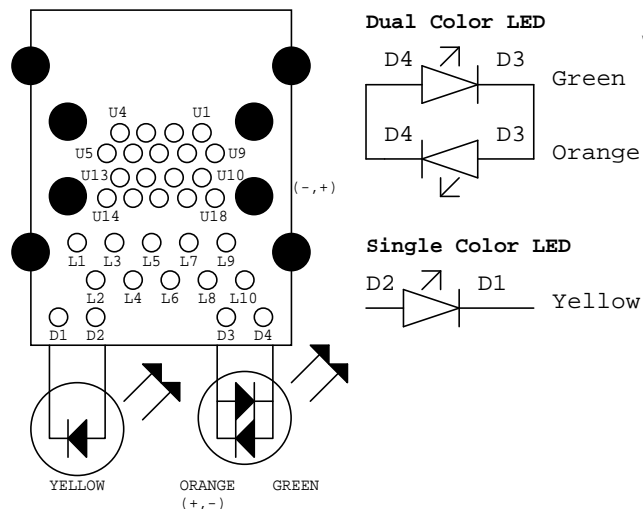 U4 U1
U5 U9
U13 U10
U14 U18
(-,+)
L1 L3 L5 L7 L9
L2 L4 L6 L8 L10
D1 D2 D3 D4
YELLOW ORANGE GREEN
(+,-)
Dual Color LED
D4 D3
Green
D4 D3
Orange
Single Color LED
D2 D1
Yellow